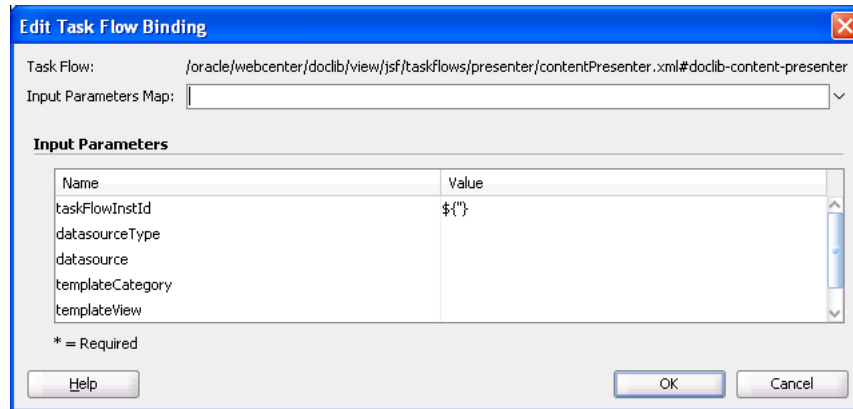 Edit Task Flow Binding
Task Flow: /oracle/webcenter/doclib/view/jsf/taskflows/presenter/contentPresenter.xml#doclib-content-presenter
Input Parameters Map:
Input Parameters
Name Value
taskFlowInstId ${''}
datasourceType
datasource
templateCategory
templateView
* = Required
Help OK Cancel